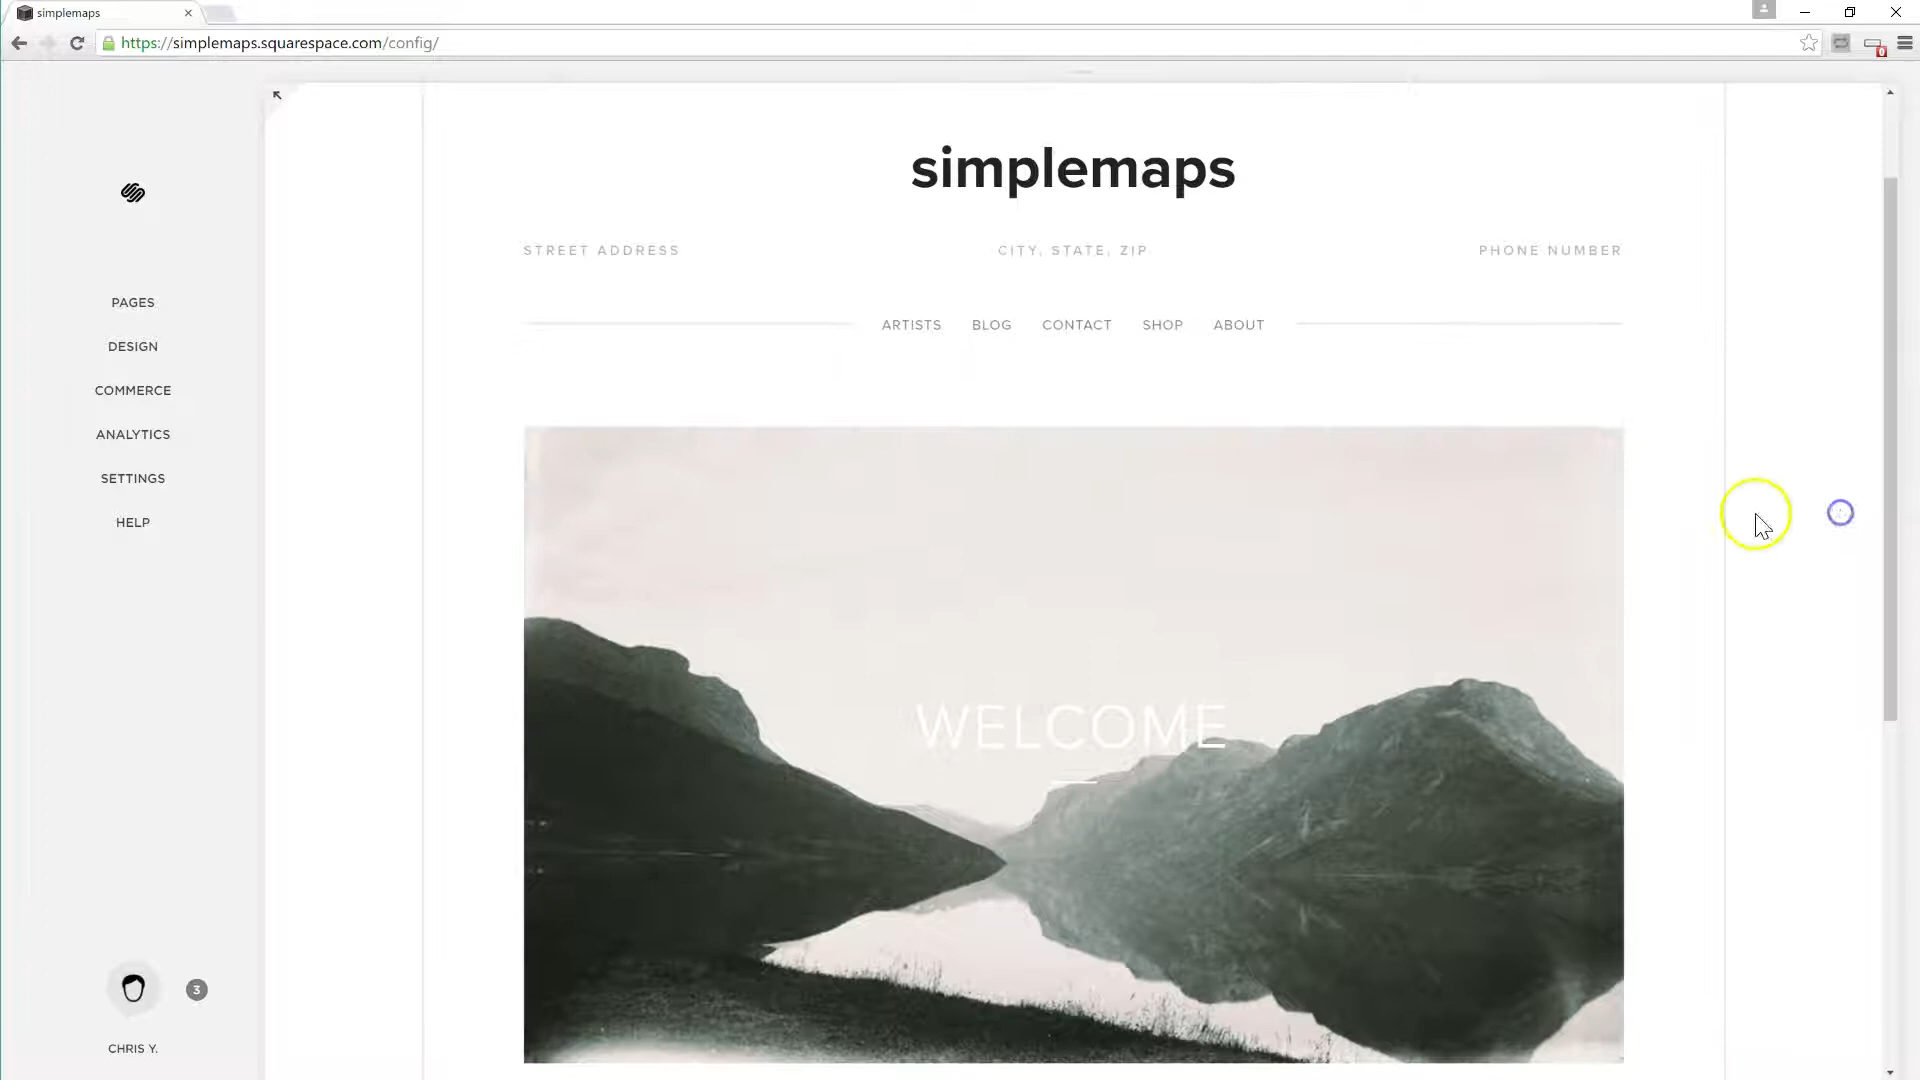 simplemaps
https://simplemaps.squarespace.com/config/
0
simplemaps
STREET ADDRESS
CITY, STATE, ZIP
PHONE NUMBER
ARTISTS
BLOG
CONTACT
SHOP
ABOUT
PAGES
DESIGN
COMMERCE
ANALYTICS
SETTINGS
HELP
WELCOME
3
CHRIS Y.